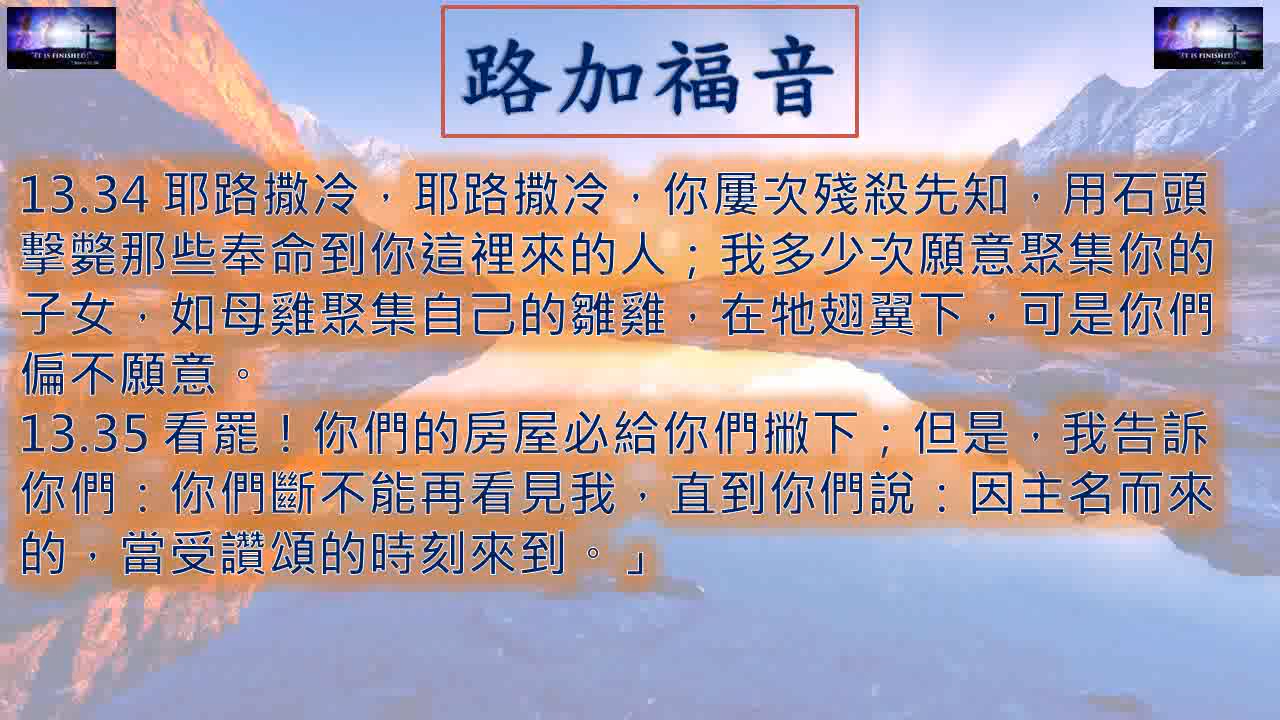 路加福音
"IT IS FINISHED!"
"IT IS FINISHED!"
13.34 耶路撒冷，耶路撒冷，你屢次殘殺先知，用石頭
擊斃那些奉命到你這裡來的人；我多少次願意聚集你的
子女，如母雞聚集自己的雛雞，在牠翅翼下，可是你們
偏不願意。
13.35 看罷！你們的房屋必給你們撇下；但是，我告訴
你們：你們斷不能再看見我，直到你們說：因主名而來
的，當受讚頌的時刻來到。」